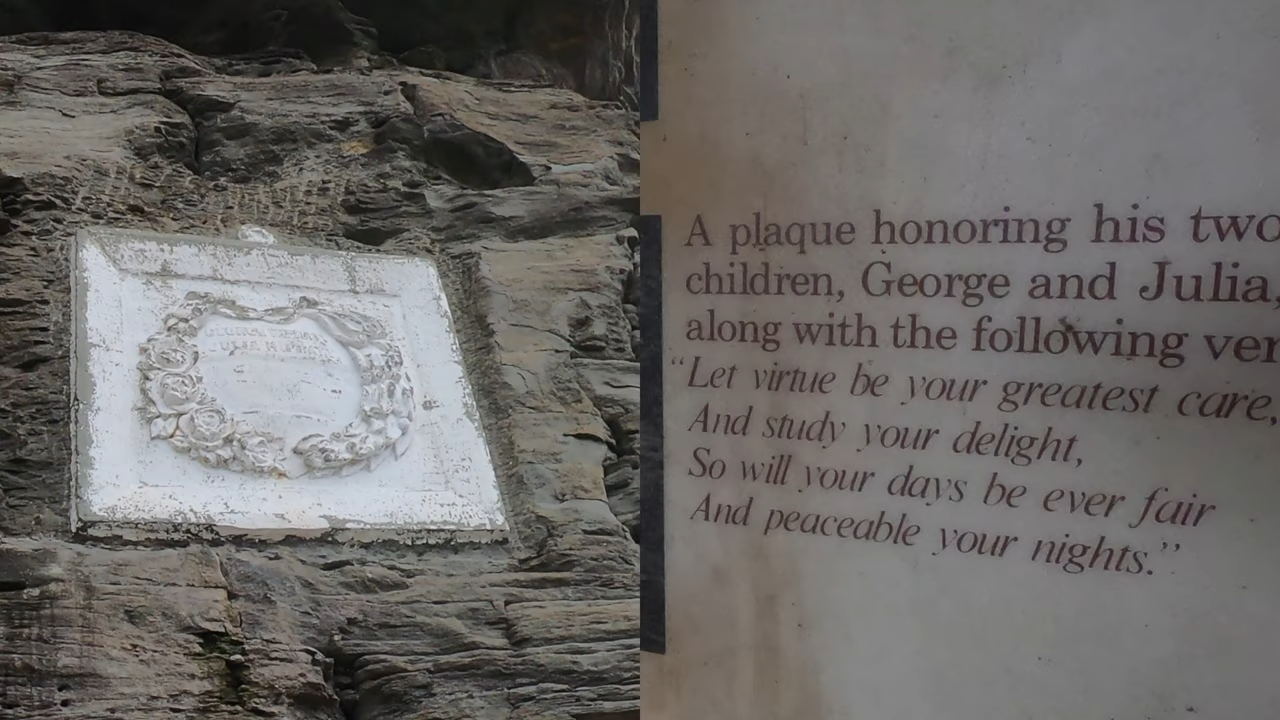 A plaque honoring his two
children, George and Julia,
along with the following ver
“Let virtue be your greatest care,
And study your delight,
So will your days be ever fair
And peaceable your nights.”